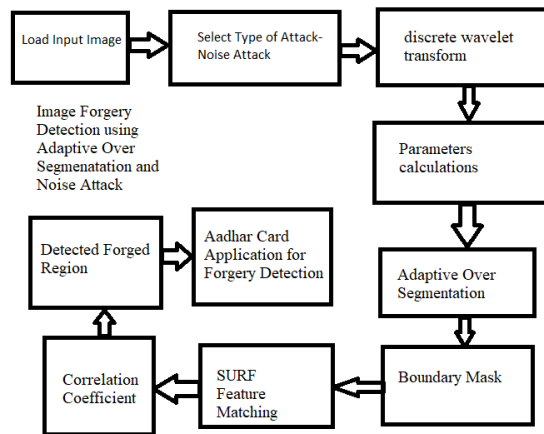 Load Input Image
Select Type of Attack-
Noise Attack
discrete wavelet
transform
Image Forgery
Detection using
Adaptive Over
Segmenatation and
Noise Attack
Parameters
calculations
Adaptive Over
Segmentation
Boundary Mask
SURF
Feature
Matching
Correlation
Coefficient
Detected Forged
Region
Aadhar Card
Application for
Forgery Detection